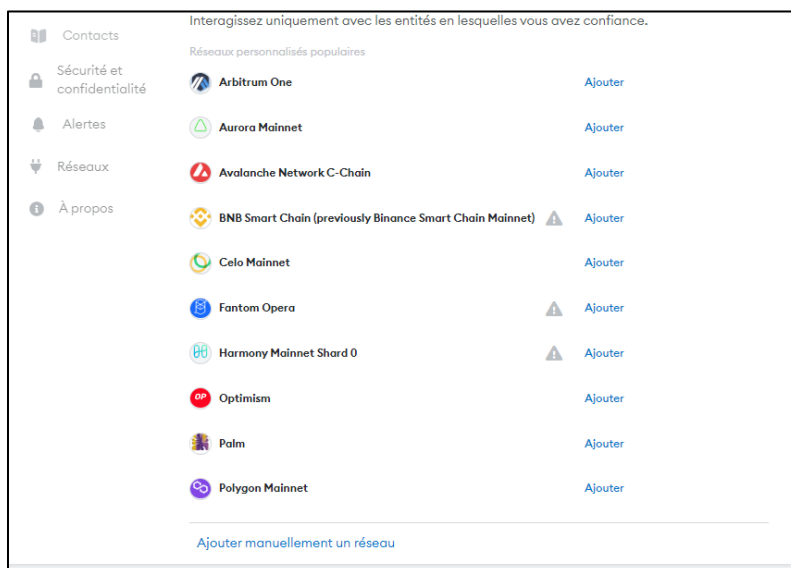 Interagissez uniquement avec les entités en lesquelles vous avez confiance.
Contacts
Réseaux personnalisés populaires
Sécurité et
confidentialité
Arbitrum One Ajouter
Alertes
Aurora Mainnet Ajouter
Réseaux
Avalanche Network C-Chain Ajouter
À propos
BNB Smart Chain (previously Binance Smart Chain Mainnet) Ajouter
Celo Mainnet Ajouter
Fantom Opera Ajouter
Harmony Mainnet Shard 0 Ajouter
OP Optimism Ajouter
Palm Ajouter
Polygon Mainnet Ajouter
Ajouter manuellement un réseau